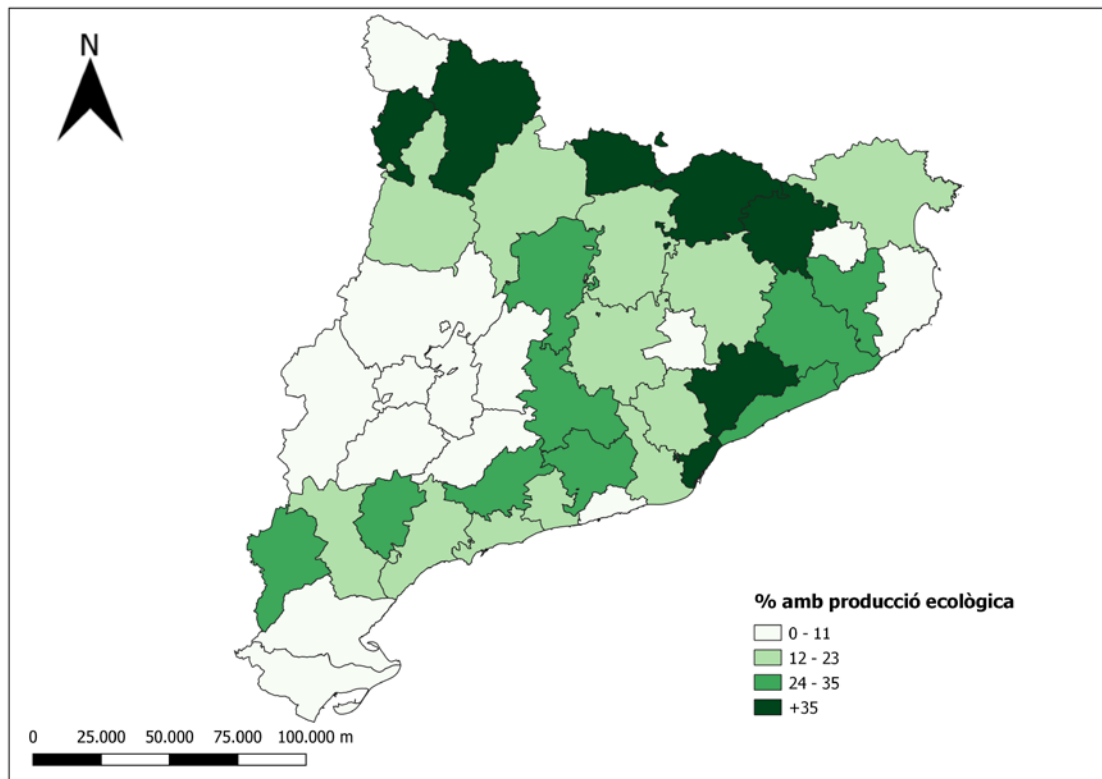 N
% amb producció ecològica
0 - 11
12 - 23
24 - 35
+35
0 25.000 50.000 75.000 100.000 m